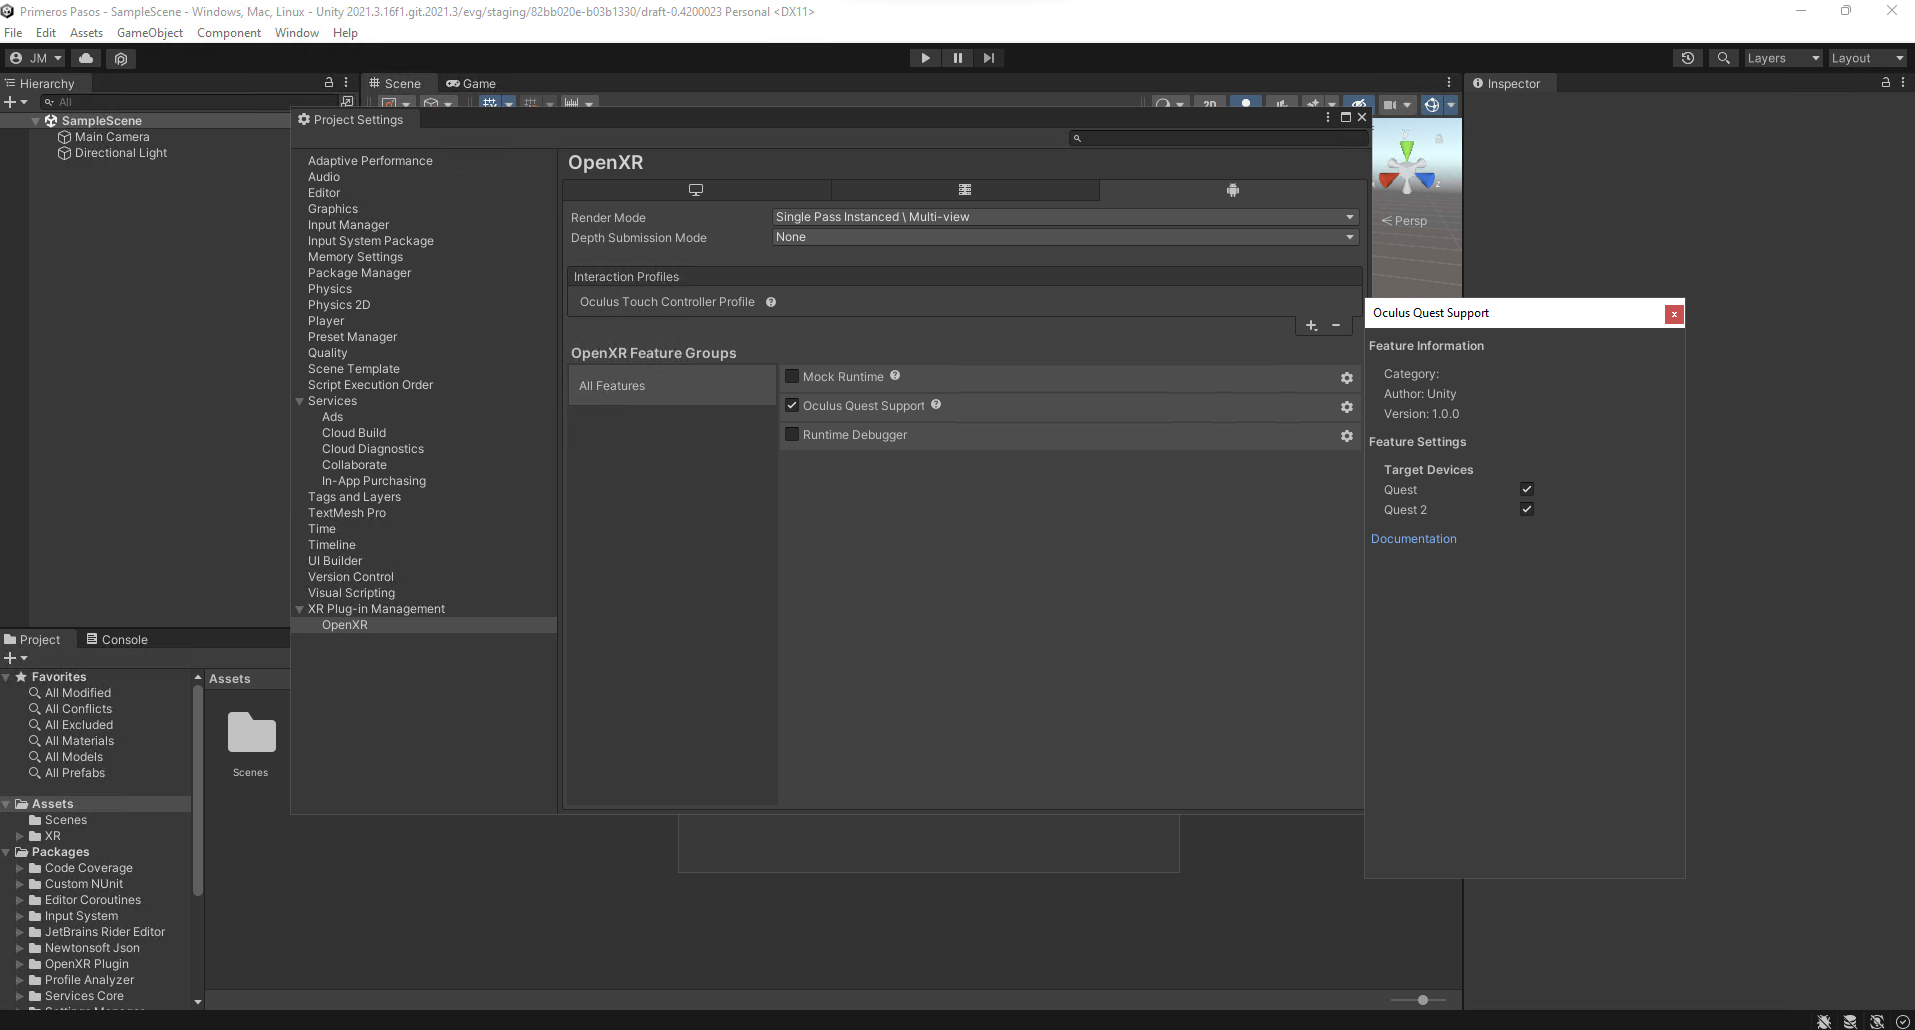 Primeros Pasos - SampleScene - Windows, Mac, Linux - Unity 2021.3.16f1.git.2021.3/evg/staging/82bb020e-b03b1330/draft-0.4200023 Personal <DX11>
File Edit Assets GameObject Component Window Help
JM Layers Layout
Hierarchy Scene Game Inspector
All 2D
SampleScene
Main Camera
Directional Light
Project Settings
Adaptive Performance
Audio
Editor
Graphics
Input Manager
Input System Package
Memory Settings
Package Manager
Physics
Physics 2D
Player
Preset Manager
Quality
Scene Template
Script Execution Order
Services
Ads
Cloud Build
Cloud Diagnostics
Collaborate
In-App Purchasing
Tags and Layers
TextMesh Pro
Time
Timeline
UI Builder
Version Control
Visual Scripting
XR Plug-in Management
OpenXR
OpenXR
Render Mode Single Pass Instanced \ Multi-view
Depth Submission Mode None
Interaction Profiles
Oculus Touch Controller Profile
OpenXR Feature Groups
All Features
Mock Runtime
Oculus Quest Support
Runtime Debugger
z
Persp
Oculus Quest Support x
Feature Information
Category:
Author: Unity
Version: 1.0.0
Feature Settings
Target Devices
Quest
Quest 2
Documentation
Project Console
Favorites
All Modified
All Conflicts
All Excluded
All Materials
All Models
All Prefabs
Assets
Scenes
XR
Packages
Code Coverage
Custom NUnit
Editor Coroutines
Input System
JetBrains Rider Editor
Newtonsoft Json
OpenXR Plugin
Profile Analyzer
Services Core
Assets
Scenes